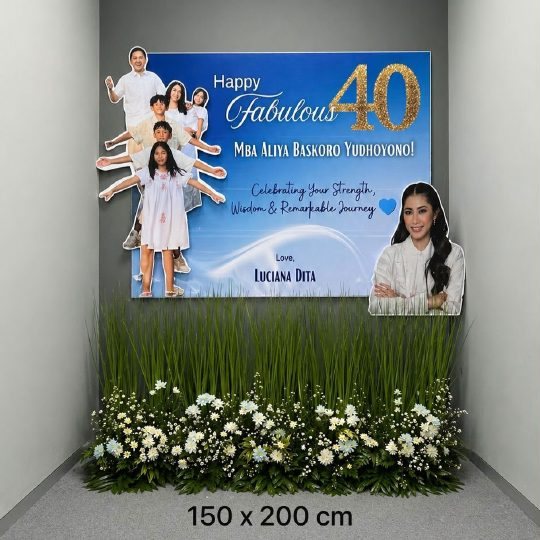 Happy
Fabulous 40
MBA ALIYA BASKORO YUDHOYONO!
Celebrating Your Strength,
Wisdom & Remarkable Journey
Love,
LUCIANA DITA
150 x 200 cm